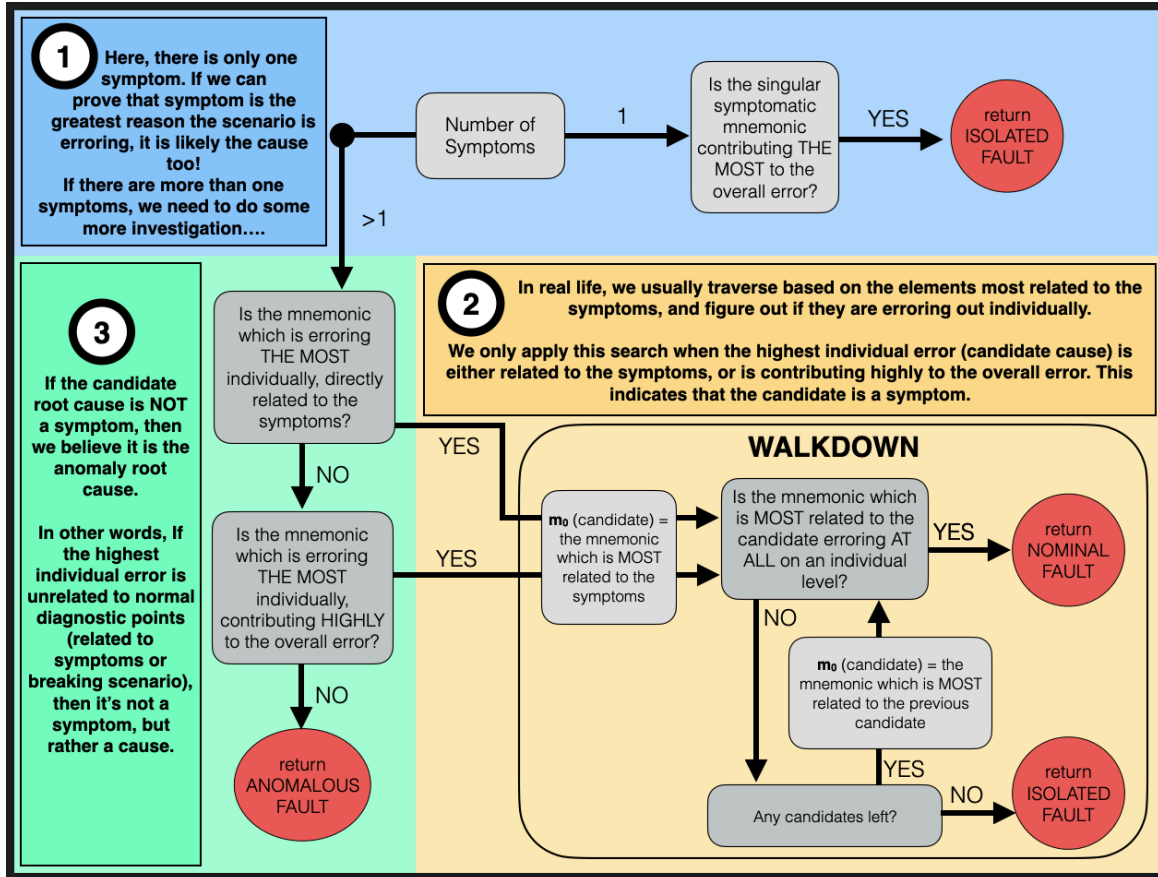 1
Here, there is only one
symptom. If we can
prove that symptom is the
greatest reason the scenario is
erroring, it is likely the cause
too!
If there are more than one
symptoms, we need to do some
more investigation….
Number of
Symptoms
1
Is the singular
symptomatic
mnemonic
contributing THE
MOST to the
overall error?
YES
return
ISOLATED
FAULT
>1
3
If the candidate
root cause is NOT
a symptom, then
we believe it is the
anomaly root
cause.
In other words, If
the highest
individual error is
unrelated to normal
diagnostic points
(related to
symptoms or
breaking scenario),
then it’s not a
symptom, but
rather a cause.
Is the mnemonic
which is erroring
THE MOST
individually, directly
related to the
symptoms?
YES
NO
Is the mnemonic
which is erroring
THE MOST
individually,
contributing HIGHLY
to the overall error?
YES
NO
return
ANOMALOUS
FAULT
2
In real life, we usually traverse based on the elements most related to the
symptoms, and figure out if they are erroring out individually.
We only apply this search when the highest individual error (candidate cause) is
either related to the symptoms, or is contributing highly to the overall error. This
indicates that the candidate is a symptom.
WALKDOWN
m₀ (candidate) =
the mnemonic
which is MOST
related to the
symptoms
Is the mnemonic which
is MOST related to the
candidate erroring AT
ALL on an individual
level?
YES
return
NOMINAL
FAULT
NO
m₀ (candidate) = the
mnemonic which is MOST
related to the previous
candidate
YES
Any candidates left?
NO
return
ISOLATED
FAULT